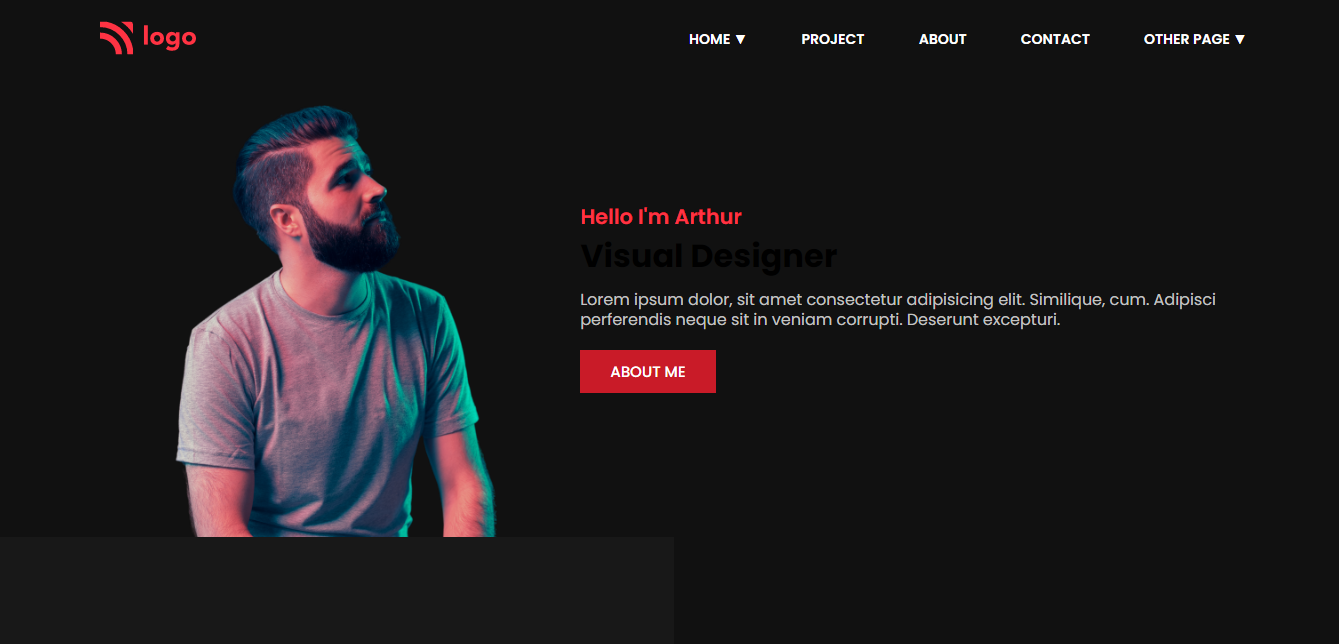 logo
HOME ▼ PROJECT ABOUT CONTACT OTHER PAGE ▼
Hello I'm Arthur
Visual Designer
Lorem ipsum dolor, sit amet consectetur adipisicing elit. Similique, cum. Adipisci
perferendis neque sit in veniam corrupti. Deserunt excepturi.
ABOUT ME